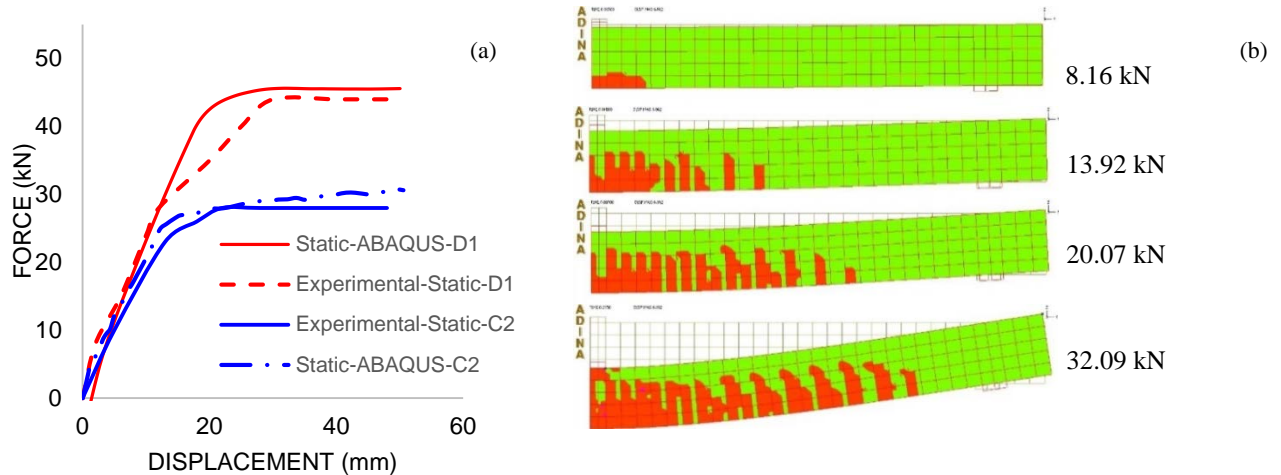 50
40
30
20
10
0
0
20
40
60
FORCE (kN)
DISPLACEMENT (mm)
(a)
Static-ABAQUS-D1
Experimental-Static-D1
Experimental-Static-C2
Static-ABAQUS-C2
(b)
ADINA
8.16 kN
ADINA
13.92 kN
ADINA
20.07 kN
ADINA
32.09 kN